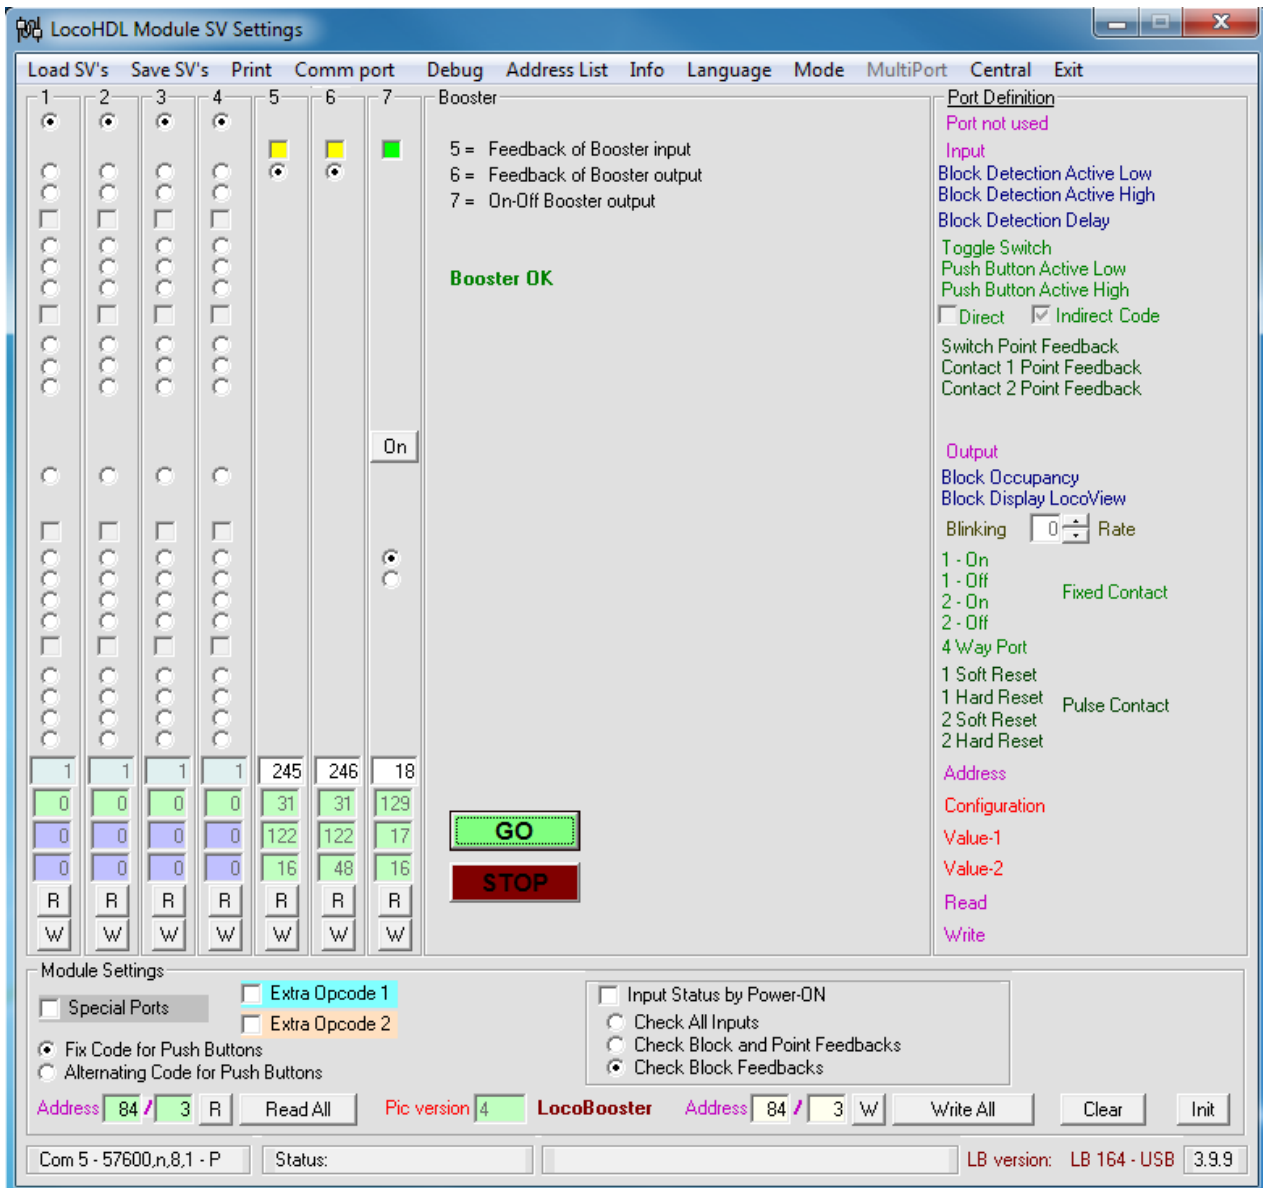 LocoHDL Module SV Settings
Load SV's Save SV's Print Comm port Debug Address List Info Language Mode MultiPort Central Exit
1 2 3 4 5 6 7 Booster Port Definition
Port not used
5 = Feedback of Booster input Input
6 = Feedback of Booster output Block Detection Active Low
7 = On-Off Booster output Block Detection Active High
Block Detection Delay
Toggle Switch
Booster OK Push Button Active Low
Push Button Active High
Direct Indirect Code
Switch Point Feedback
Contact 1 Point Feedback
Contact 2 Point Feedback
On Output
Block Occupancy
Block Display LocoView
Blinking 0 Rate
1 - On
1 - Off Fixed Contact
2 - On
2 - Off
4 Way Port
1 Soft Reset
1 Hard Reset Pulse Contact
2 Soft Reset
2 Hard Reset
1 1 1 1 245 246 18 Address
0 0 0 0 31 31 129 Configuration
0 0 0 0 122 122 17 GO Value-1
0 0 0 0 16 48 16 STOP Value-2
R R R R R R R Read
W W W W W W W Write
Module Settings
Special Ports Extra Opcode 1 Input Status by Power-ON
Extra Opcode 2 Check All Inputs
Fix Code for Push Buttons Check Block and Point Feedbacks
Alternating Code for Push Buttons Check Block Feedbacks
Address 84 / 3 R Read All Pic version 4 LocoBooster Address 84 / 3 W Write All Clear Init
Com 5 - 57600,n,8,1 - P Status: LB version: LB 164 - USB 3.9.9